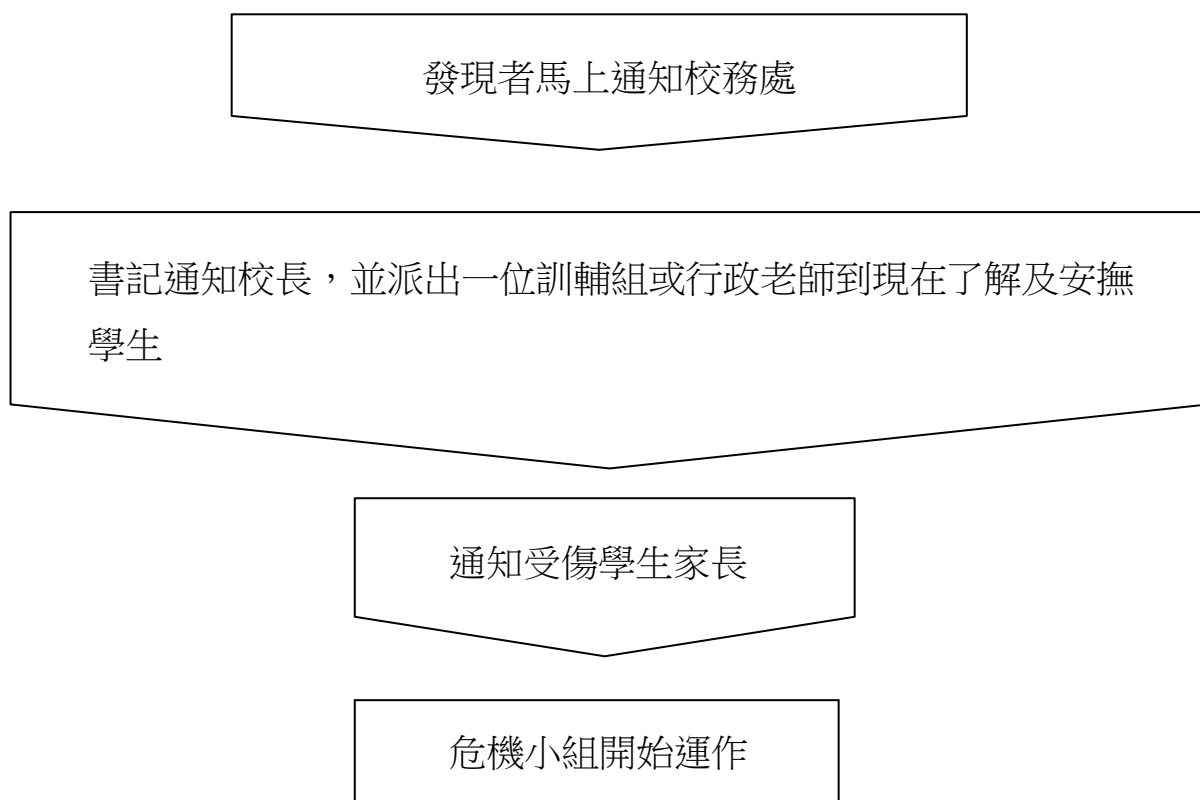 發現者馬上通知校務處
書記通知校長，並派出一位訓輔組或行政老師到現在了解及安撫
學生
通知受傷學生家長
危機小組開始運作